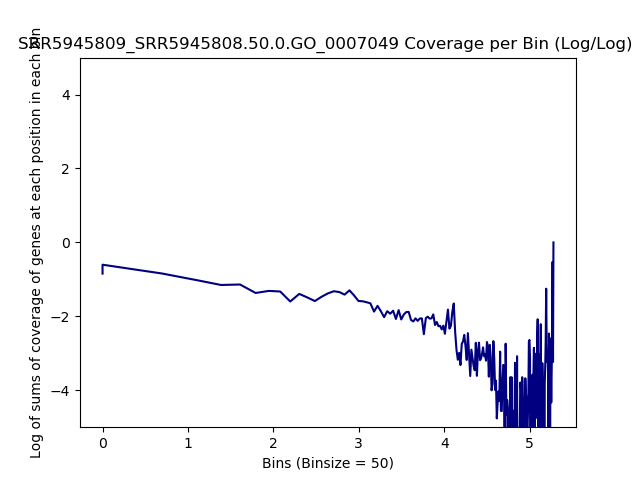 SRR5945809_SRR5945808.50.0.GO_0007049 Coverage per Bin (Log/Log)
Log of sums of coverage of genes at each position in each bin
4
2
0
−2
−4
0 1 2 3 4 5
Bins (Binsize = 50)